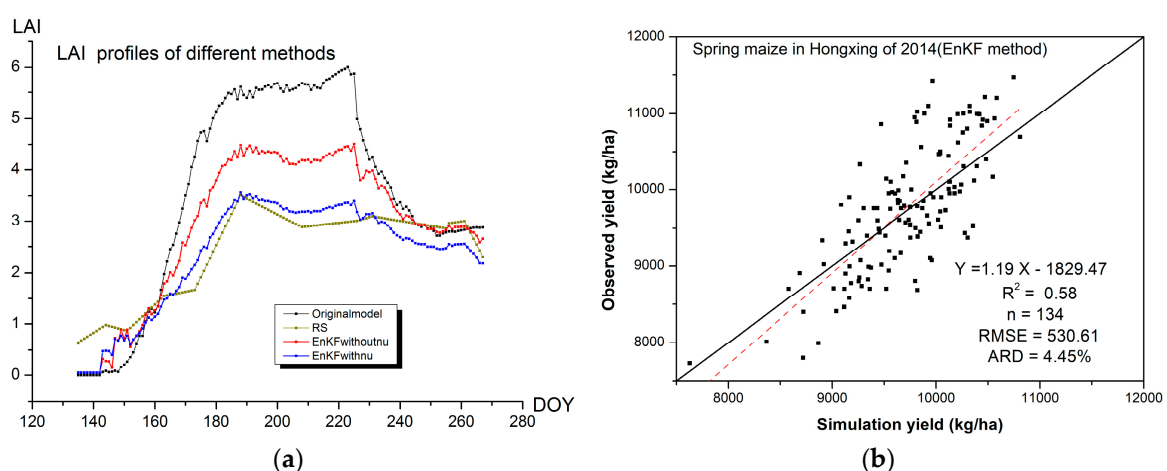 LAI
LAI profiles of different methods
6
5
4
3
2
1
0
Originalmodel
RS
EnKFwithoutnu
EnKFwithnu
DOY
120 140 160 180 200 220 240 260 280
(a)
12000
11000
10000
9000
8000
Observed yield (kg/ha)
Spring maize in Hongxing of 2014(EnKF method)
Y =1.19 X - 1829.47
R² = 0.58
n = 134
RMSE = 530.61
ARD = 4.45%
8000 9000 10000 11000 12000
Simulation yield (kg/ha)
(b)